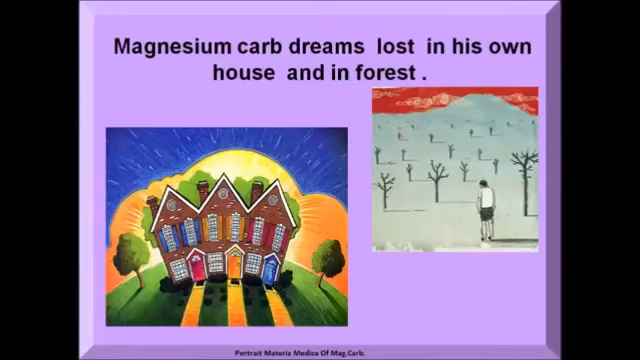 Magnesium carb dreams lost in his own
house and in forest .
Portrait Materia Medica Of Mag.Carb.